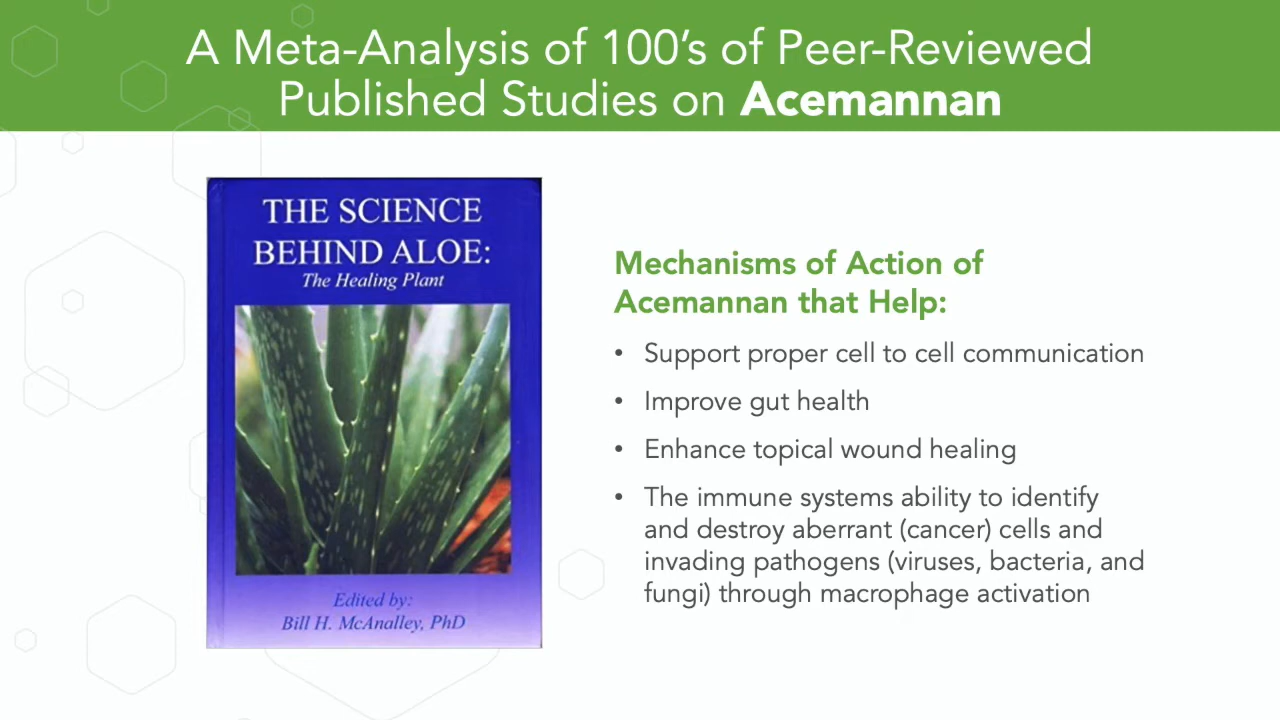 A Meta-Analysis of 100's of Peer-Reviewed
Published Studies on Acemannan
THE SCIENCE
BEHIND ALOE:
The Healing Plant
Edited by:
Bill H. McAnalley, PhD
Mechanisms of Action of
Acemannan that Help:
• Support proper cell to cell communication
• Improve gut health
• Enhance topical wound healing
• The immune systems ability to identify
and destroy aberrant (cancer) cells and
invading pathogens (viruses, bacteria, and
fungi) through macrophage activation